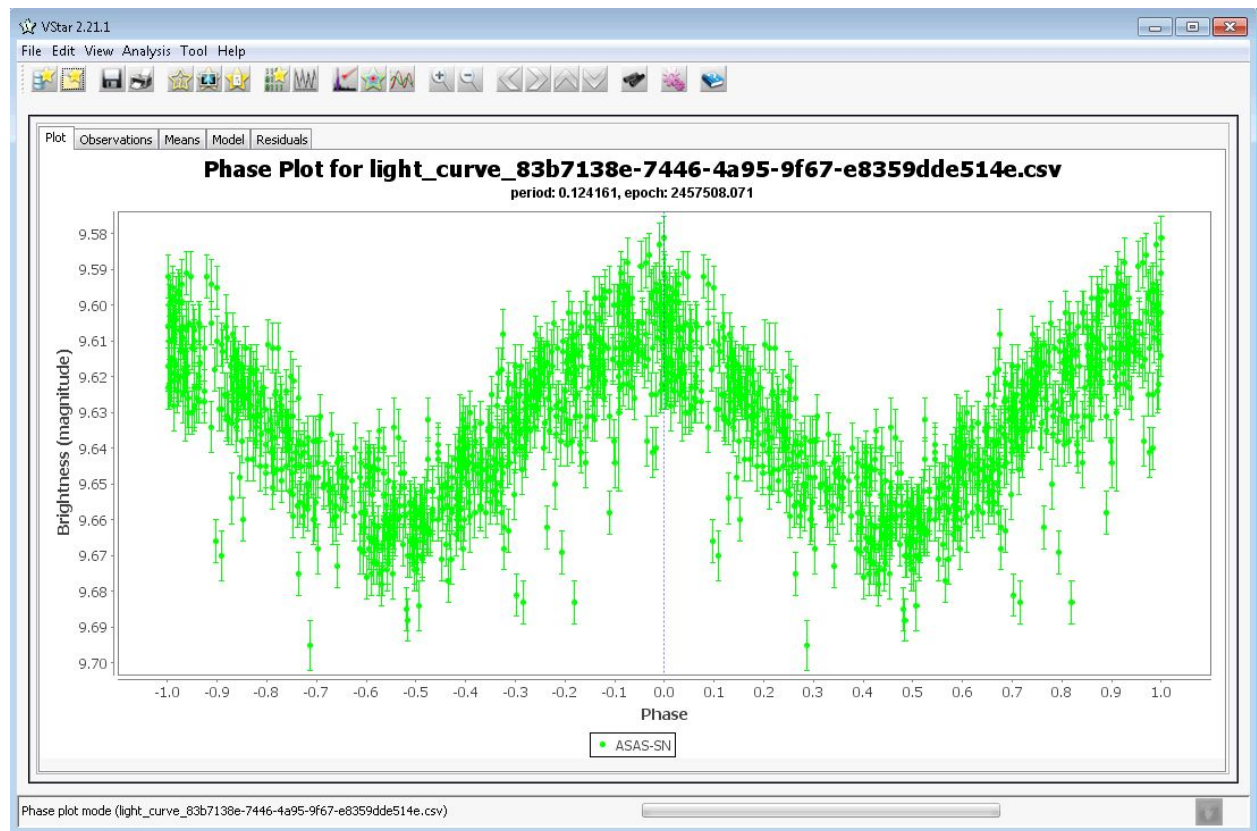 VStar 2.21.1
File Edit View Analysis Tool Help
Plot Observations Means Model Residuals
Phase Plot for light_curve_83b7138e-7446-4a95-9f67-e8359dde514e.csv
period: 0.124161, epoch: 2457508.071
Brightness (magnitude)
9.58
9.59
9.60
9.61
9.62
9.63
9.64
9.65
9.66
9.67
9.68
9.69
9.70
-1.0 -0.9 -0.8 -0.7 -0.6 -0.5 -0.4 -0.3 -0.2 -0.1 0.0 0.1 0.2 0.3 0.4 0.5 0.6 0.7 0.8 0.9 1.0
Phase
ASAS-SN
Phase plot mode (light_curve_83b7138e-7446-4a95-9f67-e8359dde514e.csv)